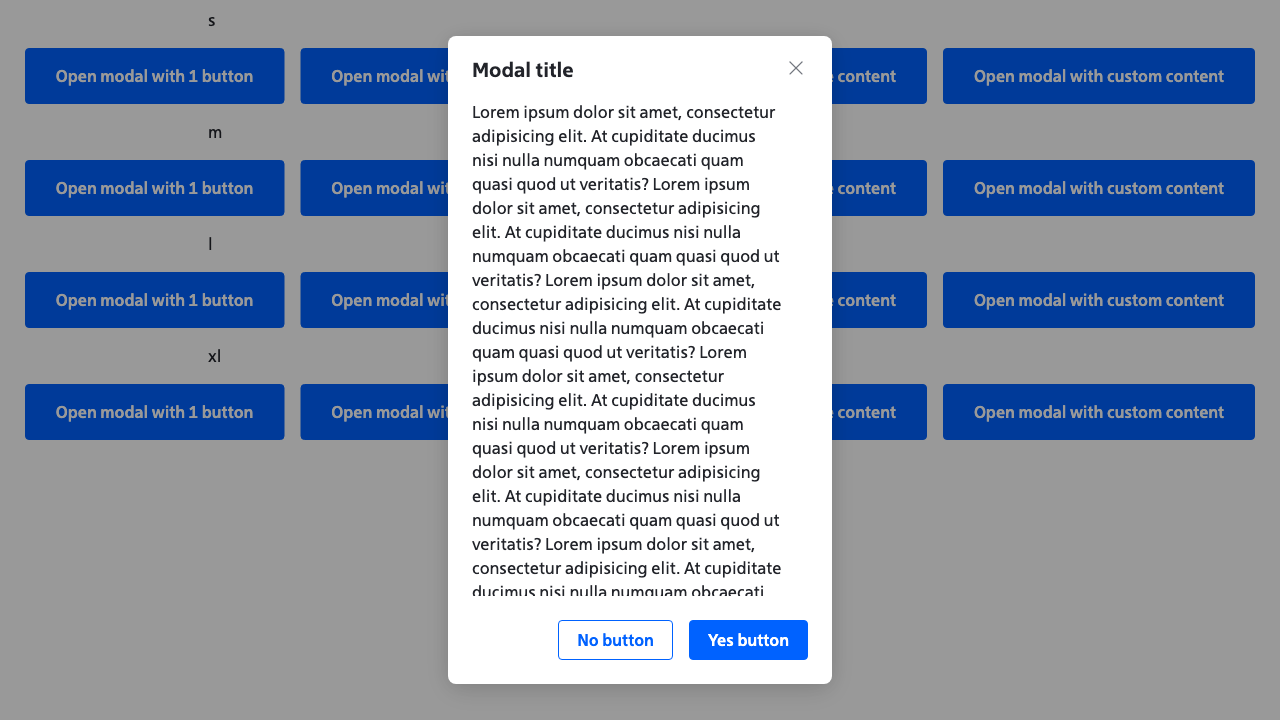 s
Open modal with 1 button
Open modal
content
Open modal with custom content
m
Open modal with 1 button
Open modal
content
Open modal with custom content
l
Open modal with 1 button
Open modal
content
Open modal with custom content
xl
Open modal with 1 button
Open modal
content
Open modal with custom content
Modal title
Lorem ipsum dolor sit amet, consectetur
adipisicing elit. At cupiditate ducimus
nisi nulla numquam obcaecati quam
quasi quod ut veritatis? Lorem ipsum
dolor sit amet, consectetur adipisicing
elit. At cupiditate ducimus nisi nulla
numquam obcaecati quam quasi quod ut
veritatis? Lorem ipsum dolor sit amet,
consectetur adipisicing elit. At cupiditate
ducimus nisi nulla numquam obcaecati
quam quasi quod ut veritatis? Lorem
ipsum dolor sit amet, consectetur
adipisicing elit. At cupiditate ducimus
nisi nulla numquam obcaecati quam
quasi quod ut veritatis? Lorem ipsum
dolor sit amet, consectetur adipisicing
elit. At cupiditate ducimus nisi nulla
numquam obcaecati quam quasi quod ut
veritatis? Lorem ipsum dolor sit amet,
consectetur adipisicing elit. At cupiditate
ducimus nisi nulla numquam obcaecati
No button
Yes button